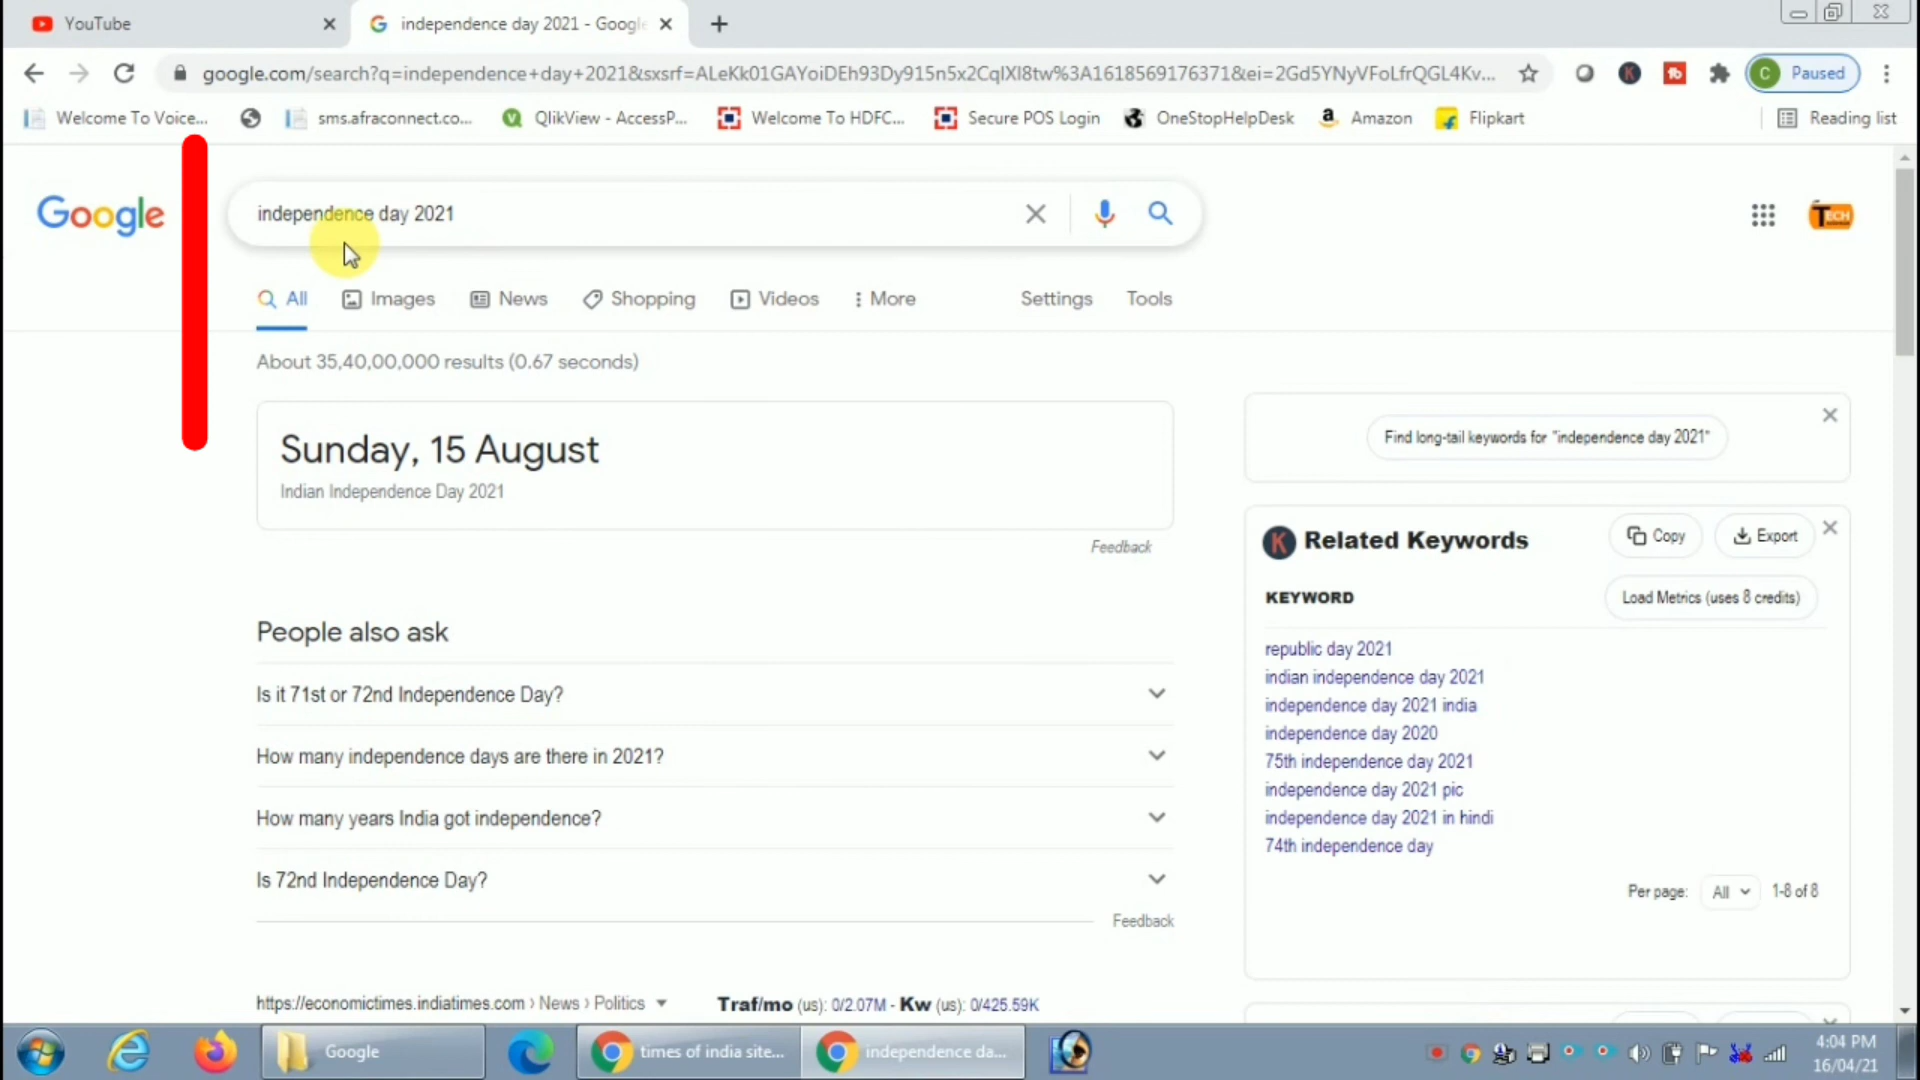 YouTube
independence day 2021 - Google
google.com/search?q=independence+day+2021&sxsrf=ALeKk01GAYoiDEh93Dy915n5x2CqlXl8tw%3A1618569176371&ei=2Gd5YNyVFoLfrQGL4Kv...
Paused
Welcome To Voice...
sms.afraconnect.co...
QlikView - AccessP...
Welcome To HDFC...
Secure POS Login
OneStopHelpDesk
Amazon
Flipkart
Reading list
Google
independence day 2021
TECH
All
Images
News
Shopping
Videos
More
Settings
Tools
About 35,40,00,000 results (0.67 seconds)
Sunday, 15 August
Indian Independence Day 2021
Feedback
People also ask
Is it 71st or 72nd Independence Day?
How many independence days are there in 2021?
How many years India got independence?
Is 72nd Independence Day?
Feedback
https://economictimes.indiatimes.com › News › Politics
Traf/mo (us): 0/2.07M - Kw (us): 0/425.59K
Find long-tail keywords for "independence day 2021"
Related Keywords
Copy
Export
KEYWORD
Load Metrics (uses 8 credits)
republic day 2021
indian independence day 2021
independence day 2021 india
independence day 2020
75th independence day 2021
independence day 2021 pic
independence day 2021 in hindi
74th independence day
Per page:
All
1-8 of 8
Google
times of india site...
independence da...
4:04 PM
16/04/21